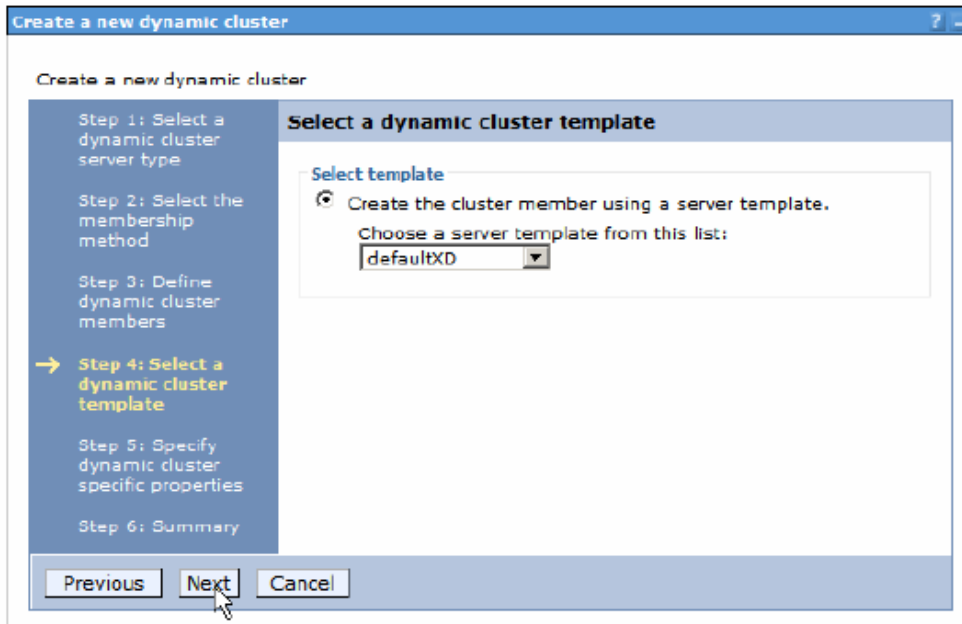 Create a new dynamic cluster
?
Create a new dynamic cluster
Step 1: Select a
dynamic cluster
server type
Step 2: Select the
membership
method
Step 3: Define
dynamic cluster
members
Step 4: Select a
dynamic cluster
template
Step 5: Specify
dynamic cluster
specific properties
Step 6: Summary
Select a dynamic cluster template
Select template
Create the cluster member using a server template.
Choose a server template from this list:
defaultXD
Previous Next Cancel